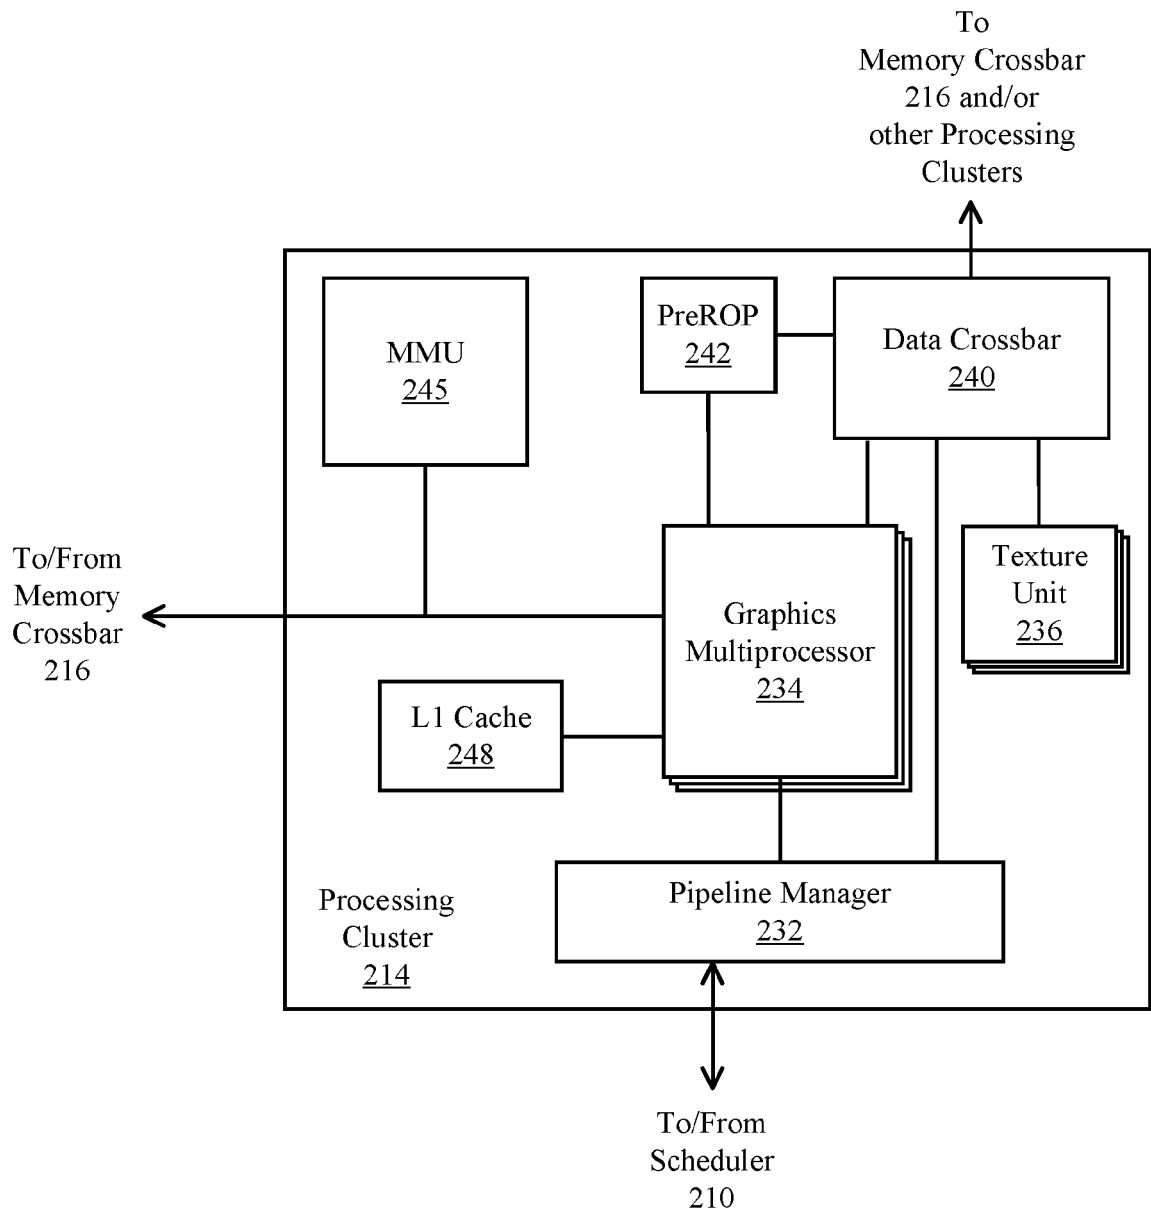 To
Memory Crossbar
216 and/or
other Processing
Clusters
MMU
245
PreROP
242
Data Crossbar
240
To/From
Memory
Crossbar
216
Graphics
Multiprocessor
234
Texture
Unit
236
L1 Cache
248
Processing
Cluster
214
Pipeline Manager
232
To/From
Scheduler
210